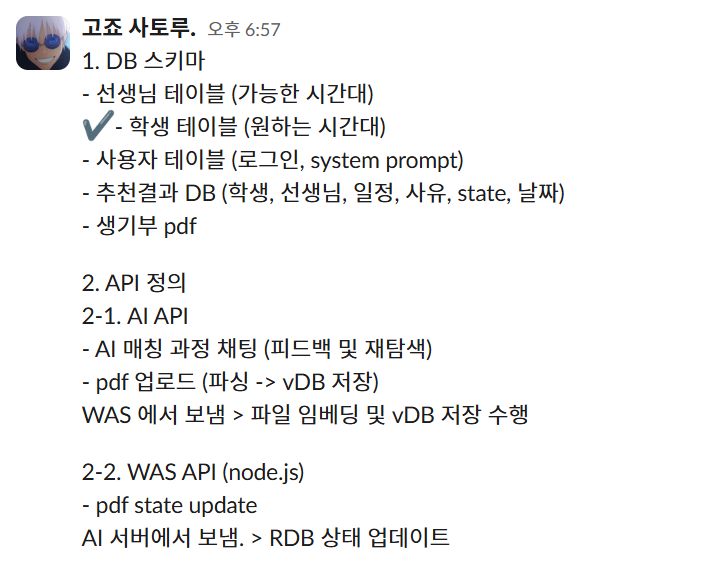 고죠 사토루. 오후 6:57
1. DB 스키마
- 선생님 테이블 (가능한 시간대)
✔- 학생 테이블 (원하는 시간대)
- 사용자 테이블 (로그인, system prompt)
- 추천결과 DB (학생, 선생님, 일정, 사유, state, 날짜)
- 생기부 pdf
2. API 정의
2-1. AI API
- AI 매칭 과정 채팅 (피드백 및 재탐색)
- pdf 업로드 (파싱 -> vDB 저장)
WAS 에서 보냄 > 파일 임베딩 및 vDB 저장 수행
2-2. WAS API (node.js)
- pdf state update
AI 서버에서 보냄. > RDB 상태 업데이트